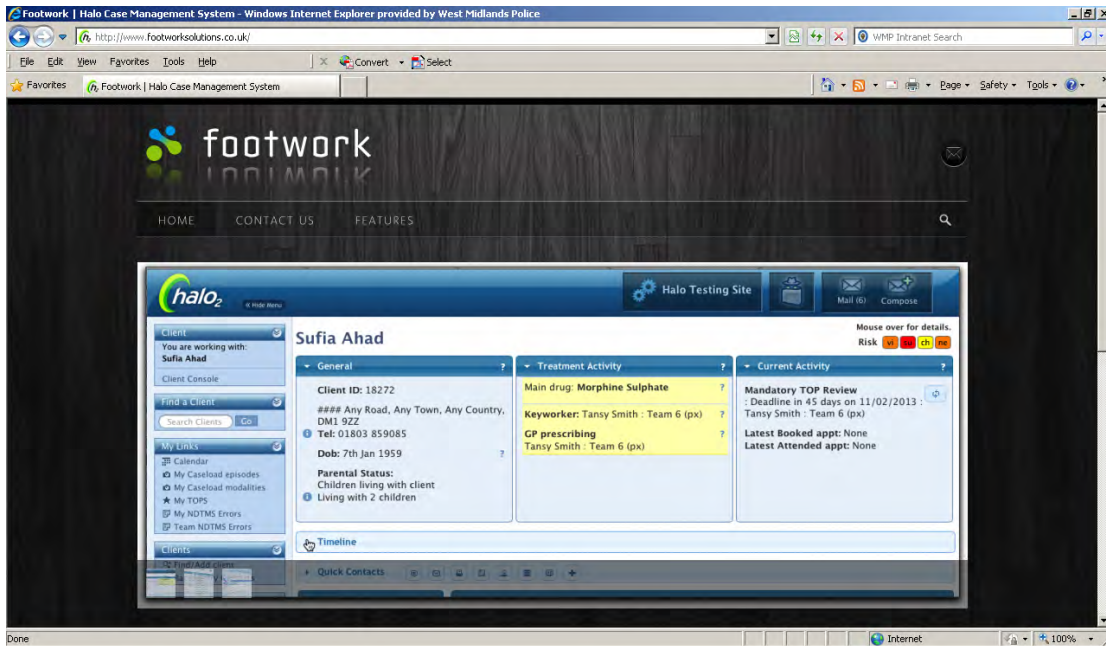 Footwork | Halo Case Management System - Windows Internet Explorer provided by West Midlands Police
http://www.footworksolutions.co.uk/
WMP Intranet Search
File Edit View Favorites Tools Help
Convert Select
Favorites Footwork | Halo Case Management System
Page Safety Tools
footwork
HOME CONTACT US FEATURES
halo2
« Hide Menu
Halo Testing Site
Mail (6) Compose
Client
You are working with:
Sufia Ahad
Client Console
Find a Client
Search Clients Go
My Links
Calendar
My Caseload episodes
My Caseload modalities
My TOPS
My NDTMS Errors
Team NDTMS Errors
Clients
Find/Add client
Sufia Ahad
Mouse over for details.
Risk vi su ch ne
General ?
Client ID: 18272
#### Any Road, Any Town, Any Country,
DM1 9ZZ
Tel: 01803 859085
Dob: 7th Jan 1959 ?
Parental Status:
Children living with client
Living with 2 children
Treatment Activity ?
Main drug: Morphine Sulphate ?
Keyworker: Tansy Smith : Team 6 (px) ?
GP prescribing ?
Tansy Smith : Team 6 (px)
Current Activity ?
Mandatory TOP Review
: Deadline in 45 days on 11/02/2013 :
Tansy Smith : Team 6 (px)
Latest Booked appt: None
Latest Attended appt: None
Timeline
Quick Contacts
Done
Internet
100%